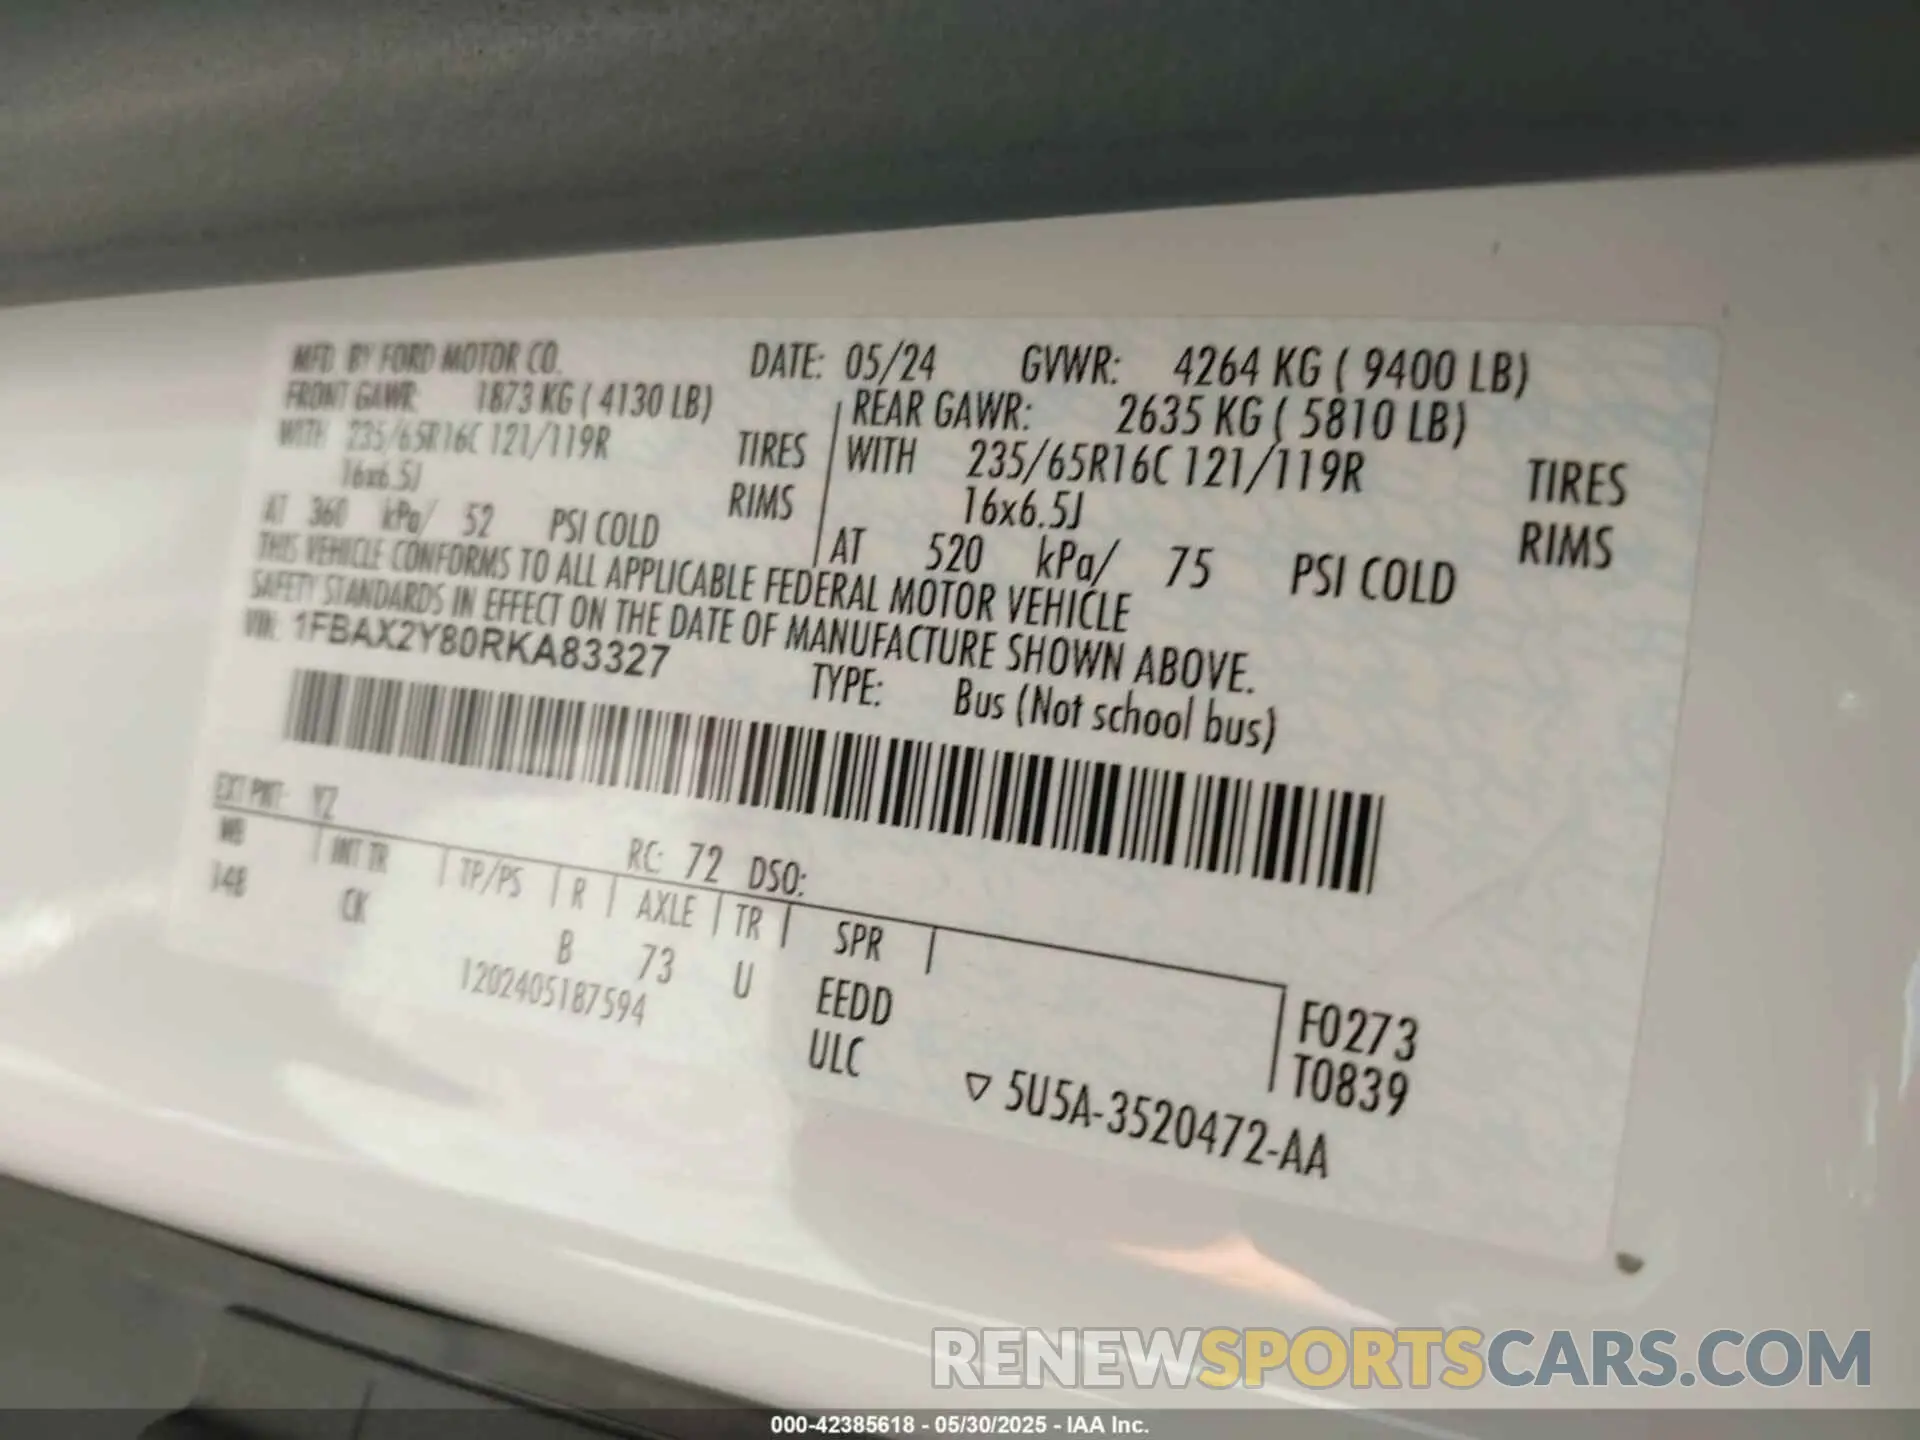 MFD. BY FORD MOTOR CO. DATE: 05/24 GVWR: 4264 KG ( 9400 LB)
FRONT GAWR: 1873 KG ( 4130 LB) REAR GAWR: 2635 KG ( 5810 LB)
WITH 235/65R16C 121/119R TIRES WITH 235/65R16C 121/119R TIRES
16x6.5J RIMS 16x6.5J RIMS
AT 360 kPa/ 52 PSI COLD AT 520 kPa/ 75 PSI COLD
THIS VEHICLE CONFORMS TO ALL APPLICABLE FEDERAL MOTOR VEHICLE
SAFETY STANDARDS IN EFFECT ON THE DATE OF MANUFACTURE SHOWN ABOVE.
VIN: 1FBAX2Y80RKA83327 TYPE: Bus (Not school bus)
EXT PNT: YZ RC: 72 DSO:
WB INT TR TP/PS R AXLE TR SPR
148 CK B 73 U EEDD F0273
1202405187594 ULC T0839
▽ 5U5A-3520472-AA
RENEWSPORTSCARS.COM
000-42385618 - 05/30/2025 - IAA Inc.